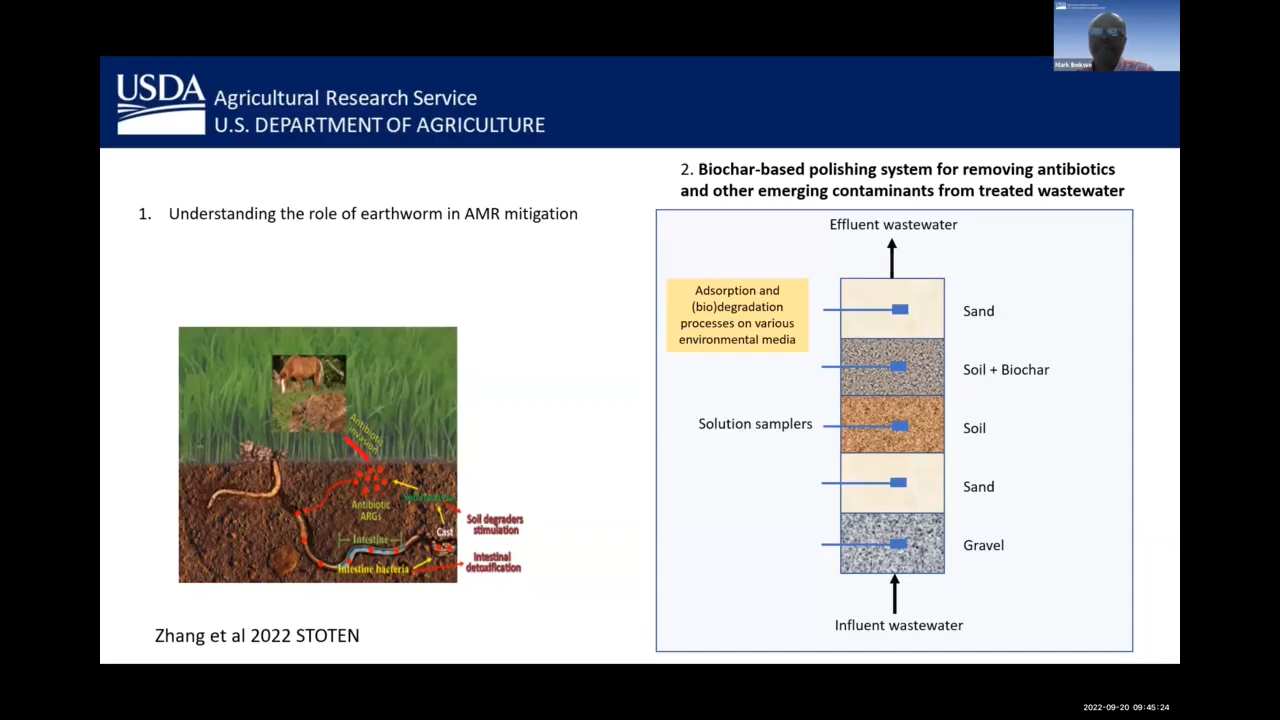 Mark Ibekwe
USDA
Agricultural Research Service
U.S. DEPARTMENT OF AGRICULTURE
1. Understanding the role of earthworm in AMR mitigation
Antibiotic
invasion
Antibiotic
ARGs
Soil degraders
stimulation
Cast
Intestine
Intestine bacteria
Intestinal
detoxification
Zhang et al 2022 STOTEN
2. Biochar-based polishing system for removing antibiotics
and other emerging contaminants from treated wastewater
Effluent wastewater
Adsorption and
(bio)degradation
processes on various
environmental media
Sand
Soil + Biochar
Solution samplers
Soil
Sand
Gravel
Influent wastewater
2022-09-20 09:45:24